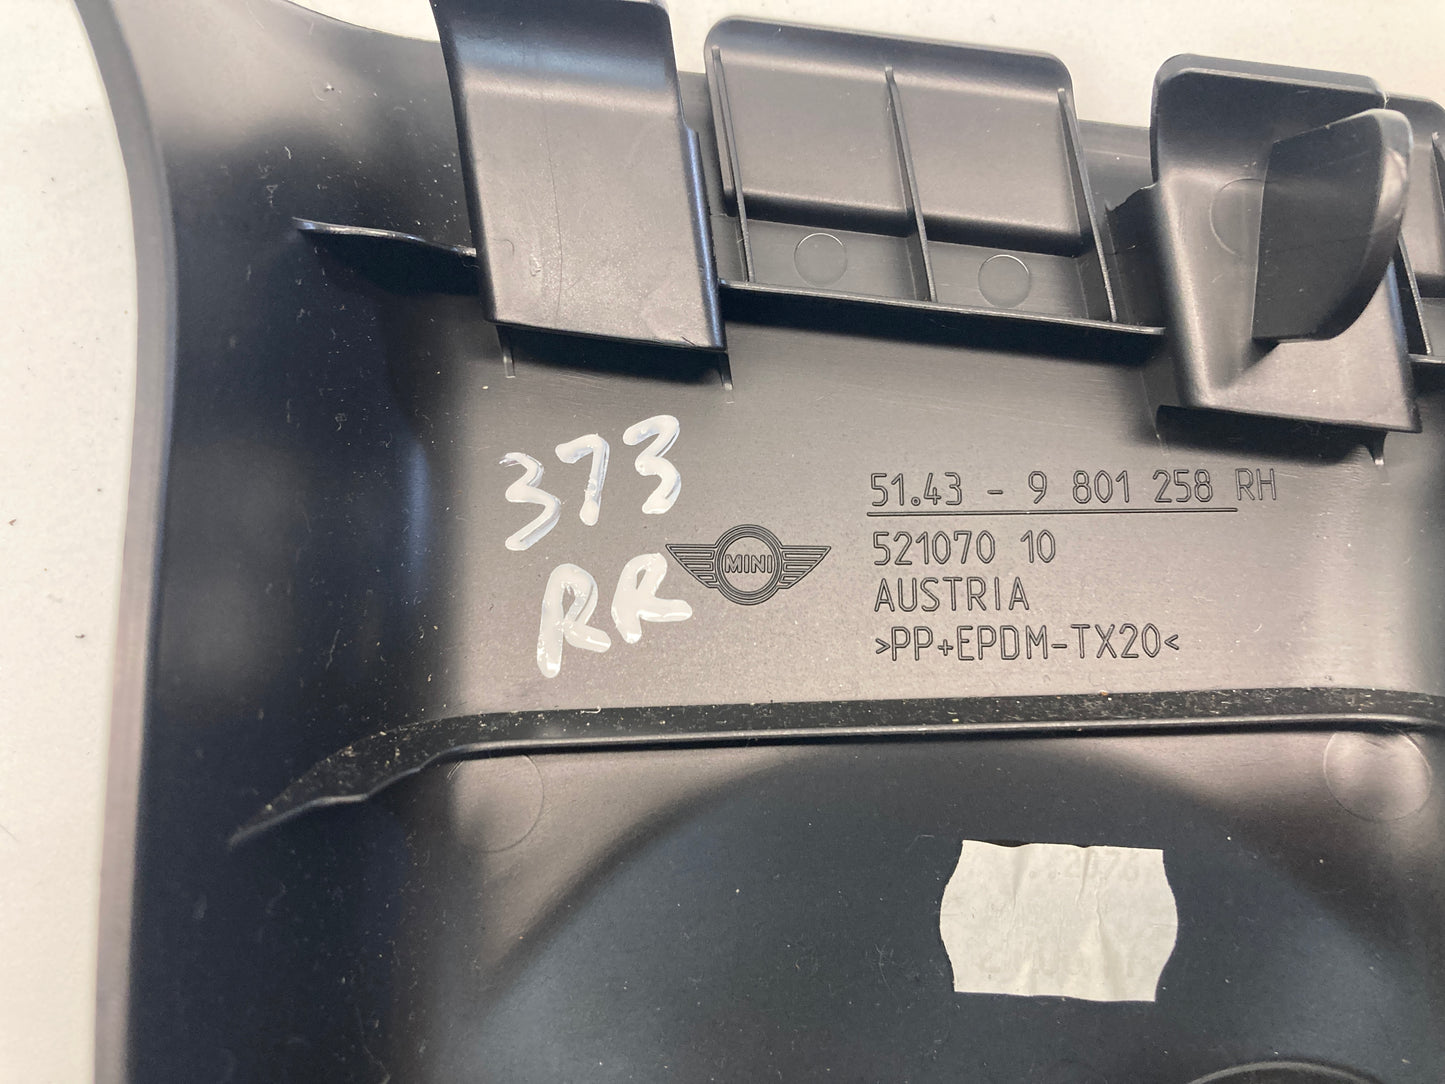 373
RR
MINI
51.43 - 9 801 258 RH
521070 10
AUSTRIA
>PP+EPDM-TX20<